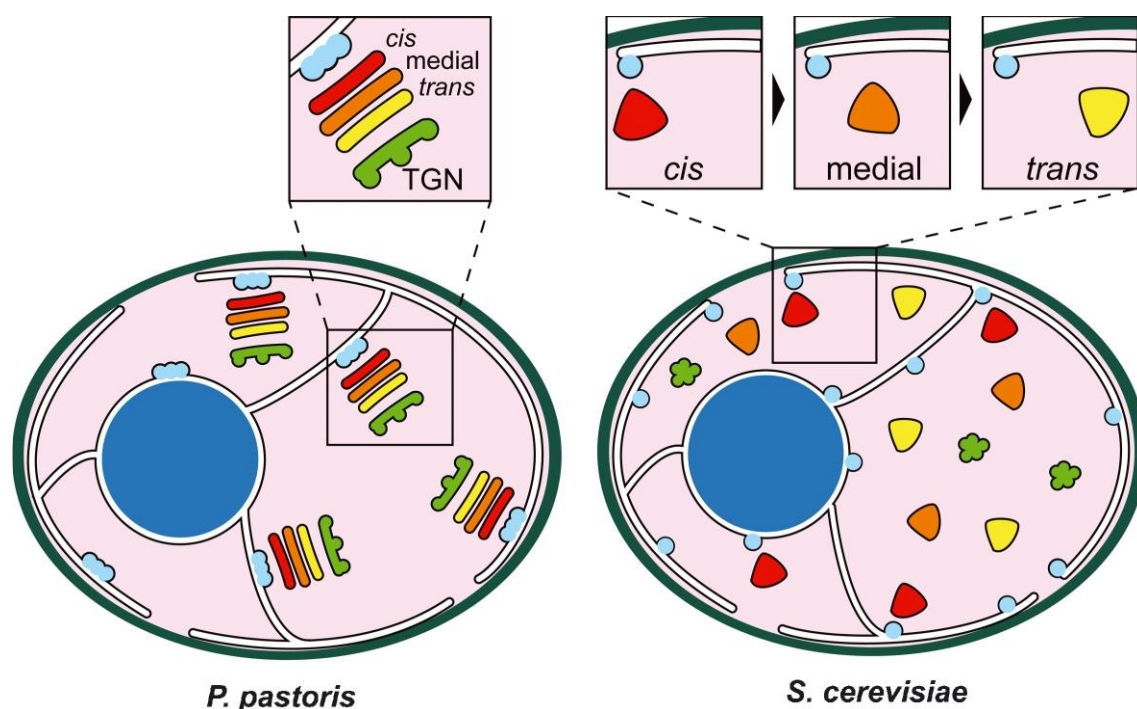 cis
medial
trans
TGN
cis
medial
trans
P. pastoris
S. cerevisiae